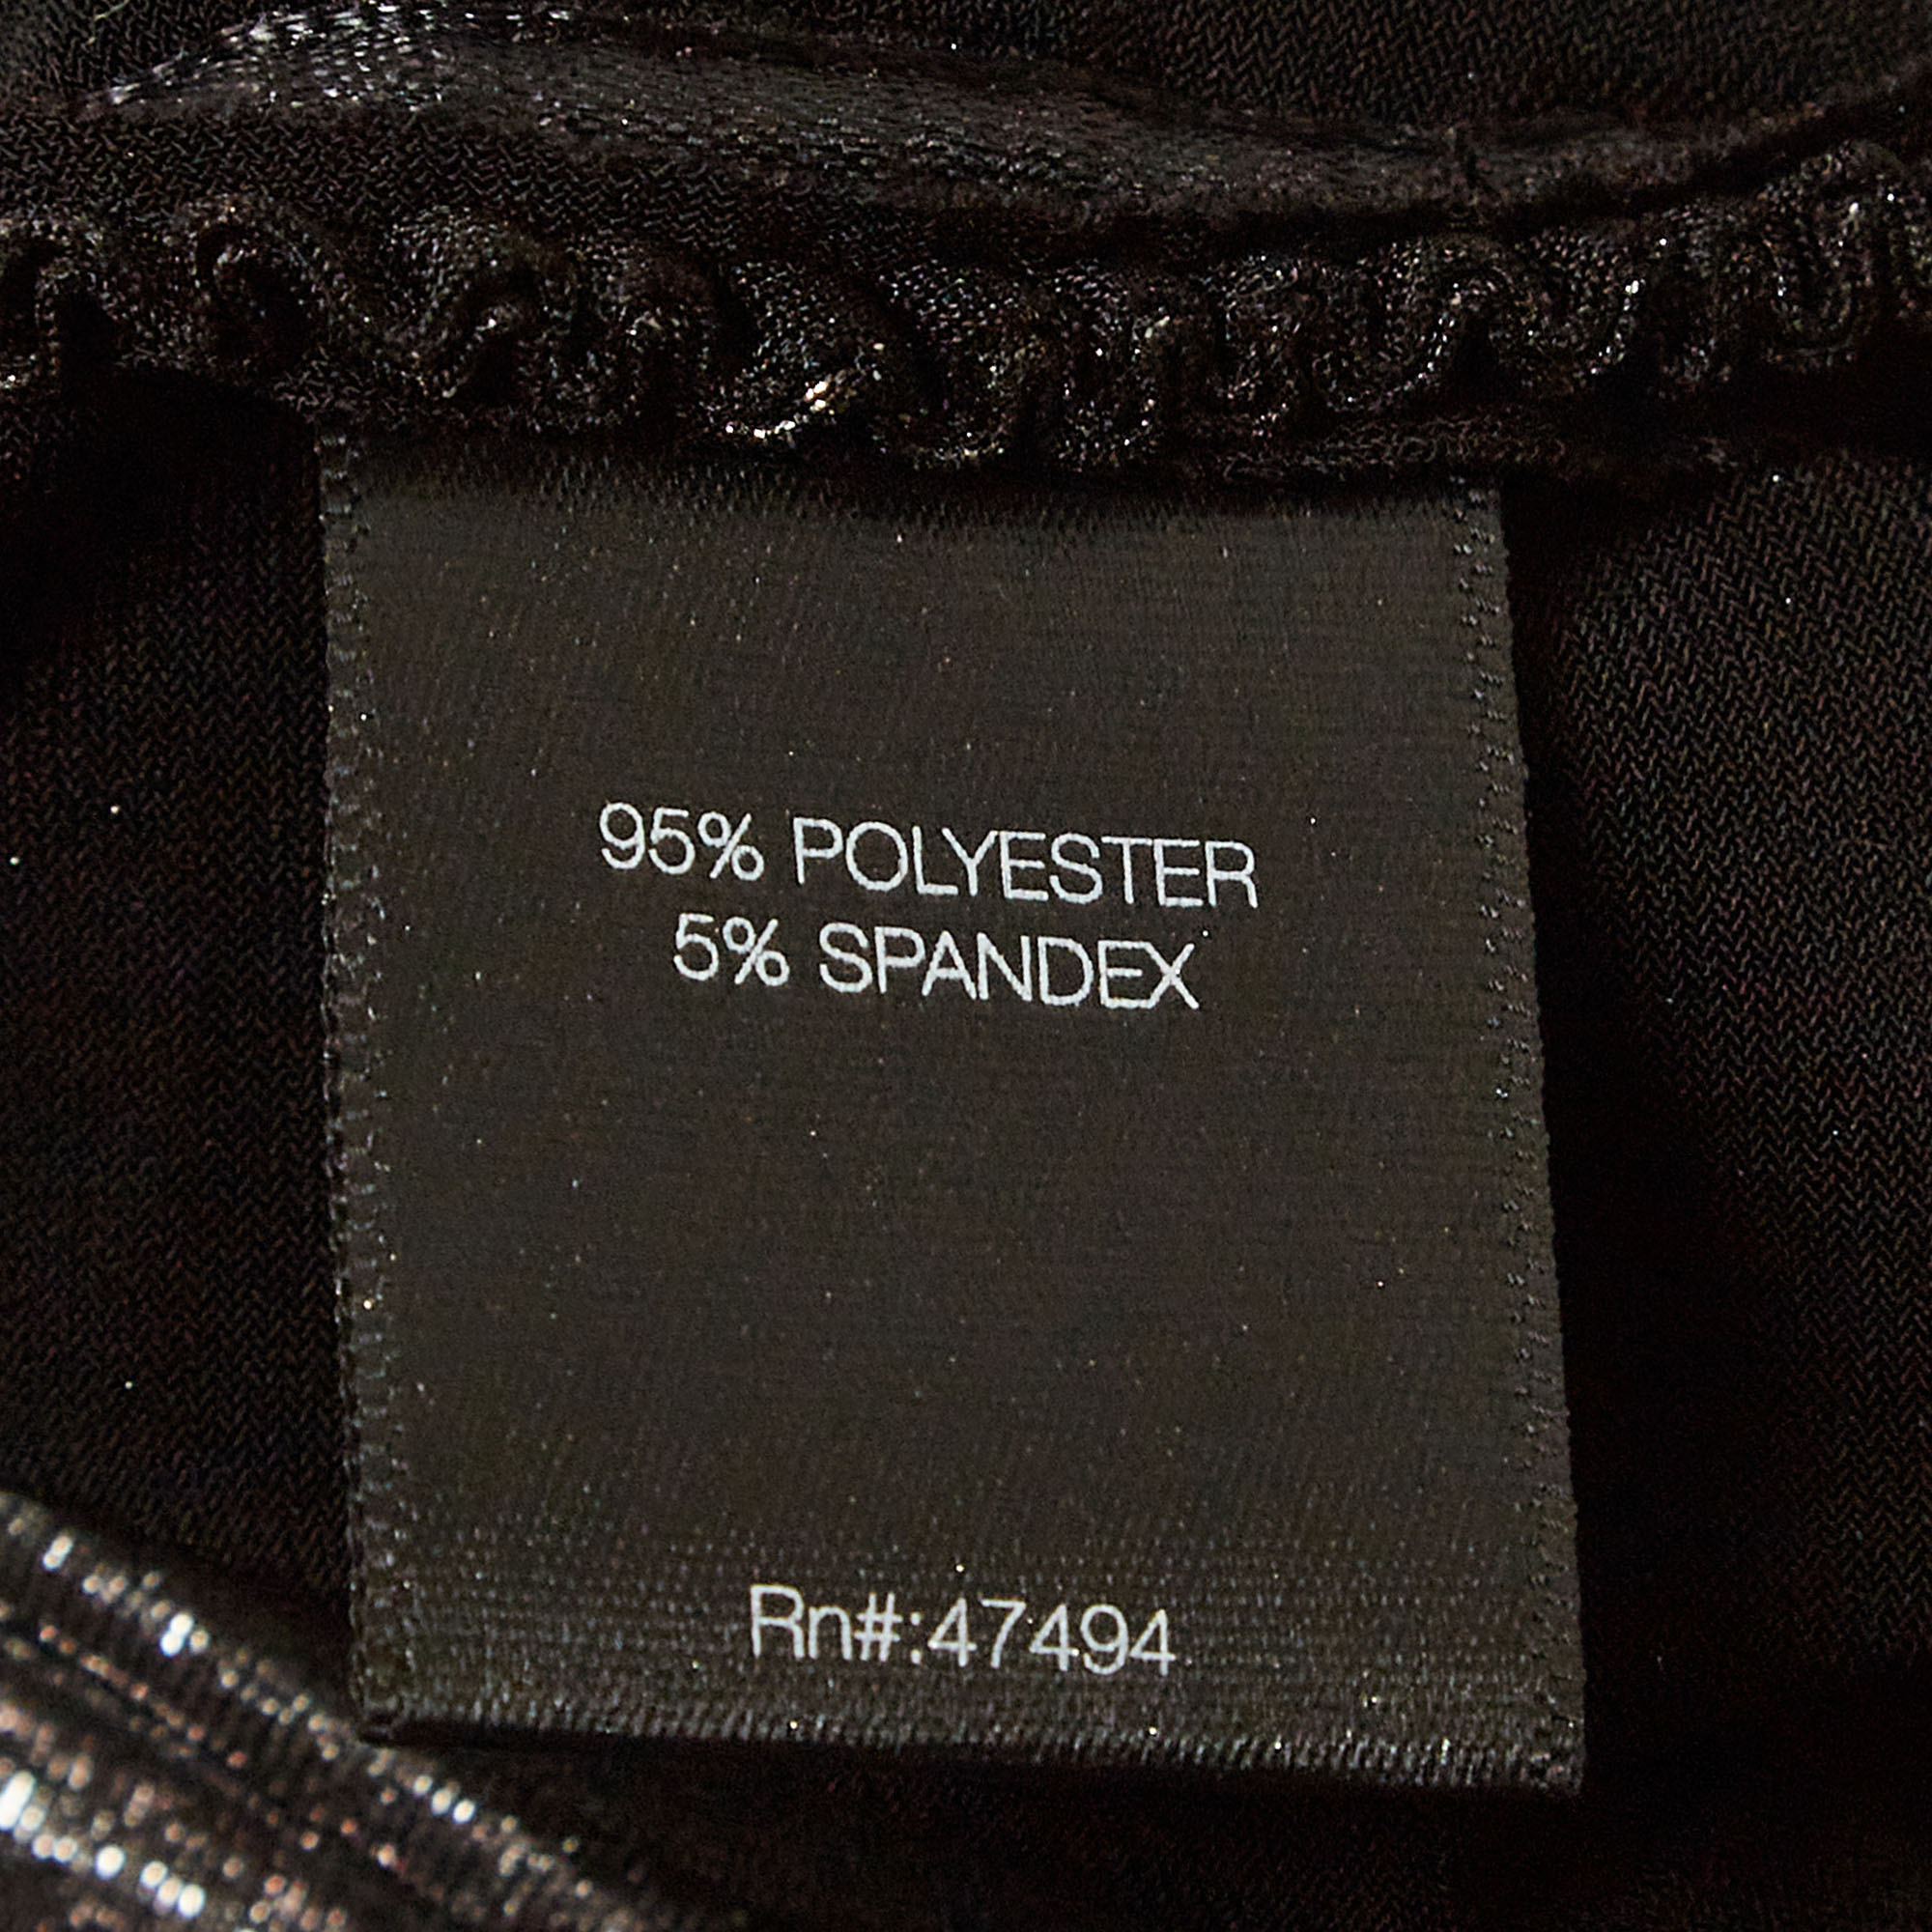 95% POLYESTER
5% SPANDEX
Rn#:47494